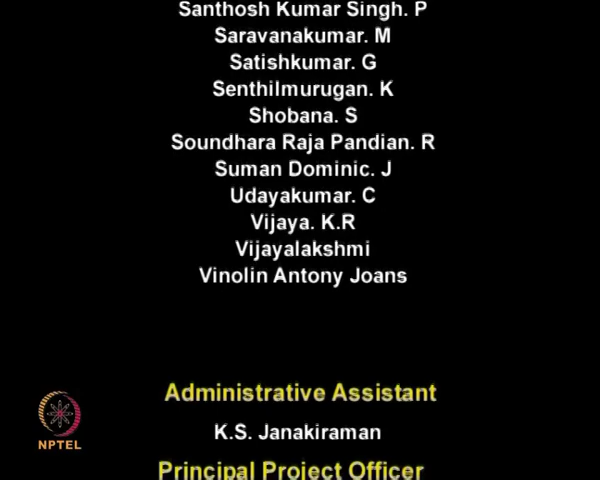 Santhosh Kumar Singh. P
Saravanakumar. M
Satishkumar. G
Senthilmurugan. K
Shobana. S
Soundhara Raja Pandian. R
Suman Dominic. J
Udayakumar. C
Vijaya. K.R
Vijayalakshmi
Vinolin Antony Joans
Administrative Assistant
K.S. Janakiraman
NPTEL
Principal Project Officer